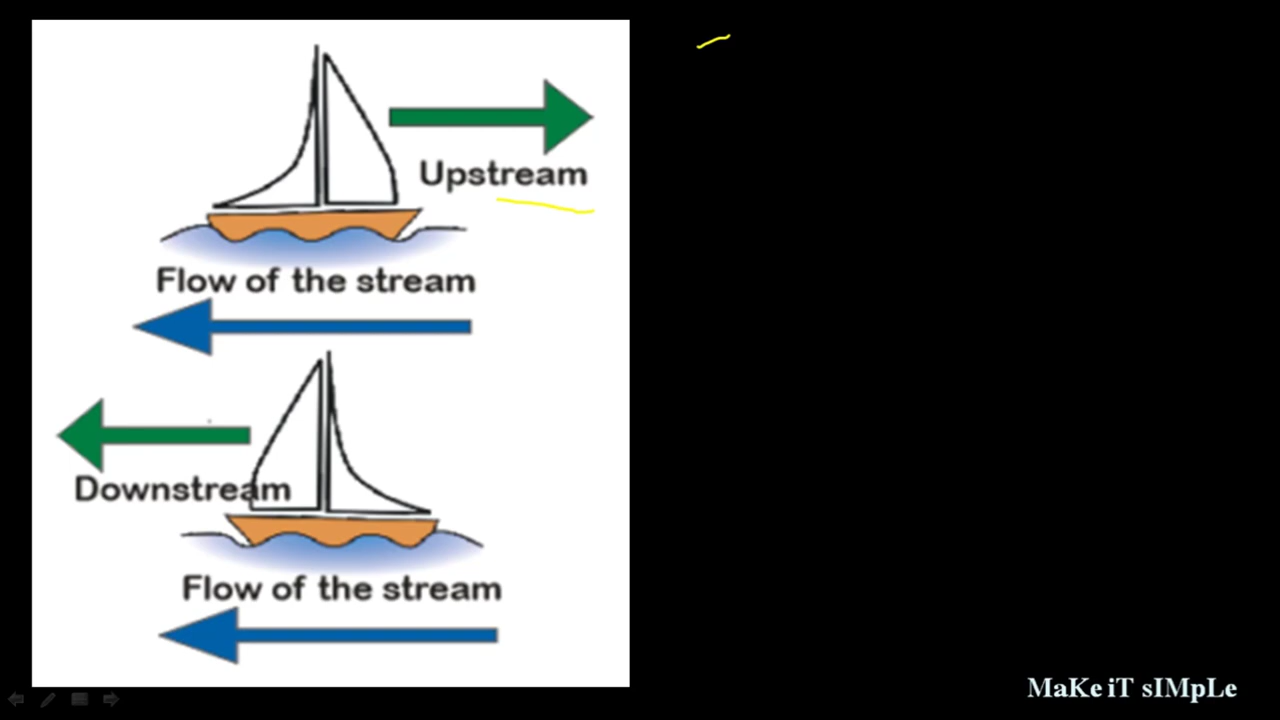 Upstream
Flow of the stream
Downstream
Flow of the stream
MaKe iT sIMpLe